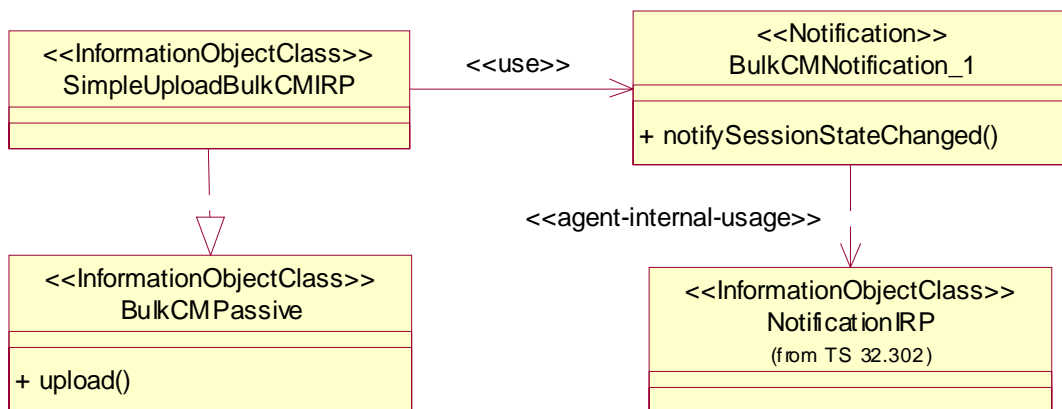 <<InformationObjectClass>>
SimpleUploadBulkCMIRP
<<use>>
<<Notification>>
BulkCMNotification_1
+ notifySessionStateChanged()
<<agent-internal-usage>>
<<InformationObjectClass>>
BulkCMPassive
+ upload()
<<InformationObjectClass>>
NotificationIRP
(from TS 32.302)